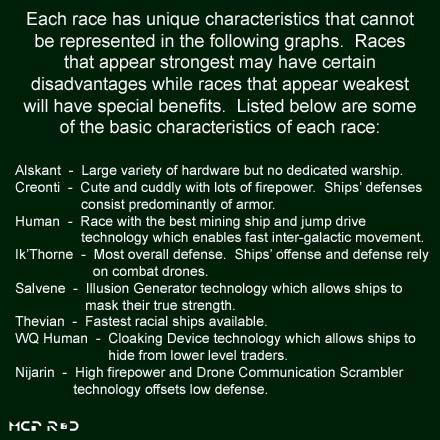 Each race has unique characteristics that cannot
be represented in the following graphs. Races
that appear strongest may have certain
disadvantages while races that appear weakest
will have special benefits. Listed below are some
of the basic characteristics of each race:
Alskant - Large variety of hardware but no dedicated warship.
Creonti - Cute and cuddly with lots of firepower. Ships' defenses
consist predominantly of armor.
Human - Race with the best mining ship and jump drive
technology which enables fast inter-galactic movement.
Ik'Thorne - Most overall defense. Ships' offense and defense rely
on combat drones.
Salvene - Illusion Generator technology which allows ships to
mask their true strength.
Thevian - Fastest racial ships available.
WQ Human - Cloaking Device technology which allows ships to
hide from lower level traders.
Nijarin - High firepower and Drone Communication Scrambler
technology offsets low defense.
MCP R&D